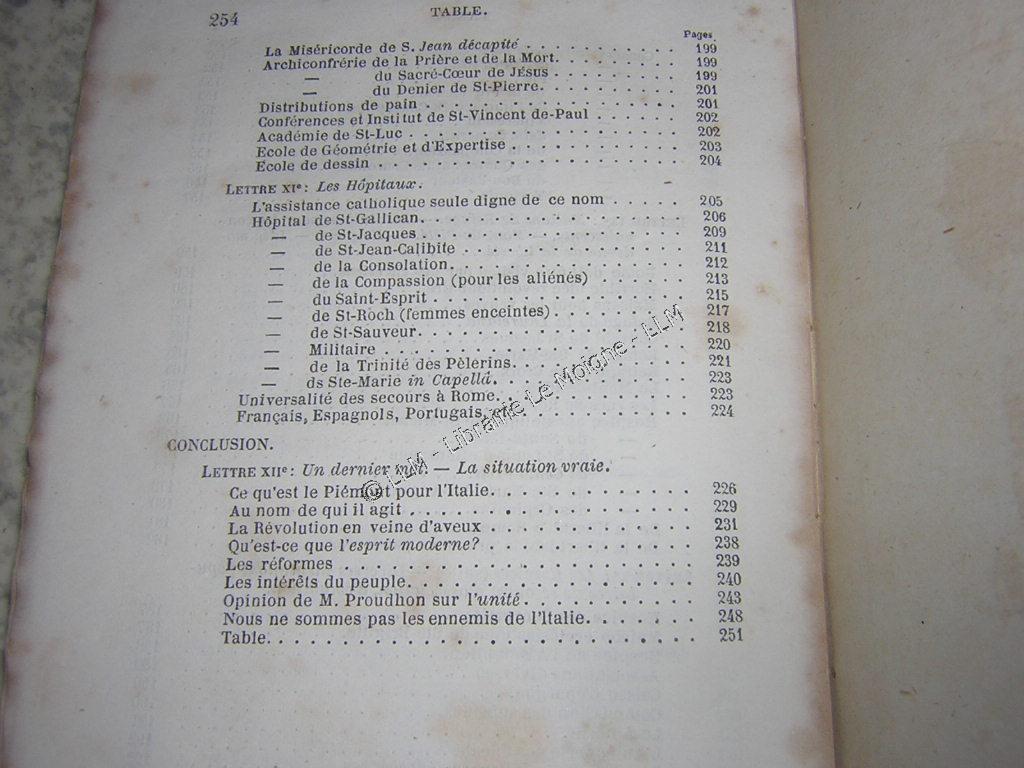 254 TABLE.
Pages
La Miséricorde de S. Jean décapité . . . . . . . . . . . 199
Archiconfrérie de la Prière et de la Mort. . . . . . . . . 199
— du Sacré-Cœur de JÉsus . . . . . . . . . 199
— du Denier de St-Pierre. . . . . . . . . . 201
Distributions de pain . . . . . . . . . . . . . . . . . . 201
Conférences et Institut de St-Vincent de-Paul . . . . . . 202
Académie de St-Luc . . . . . . . . . . . . . . . . . . . 202
Ecole de Géométrie et d'Expertise . . . . . . . . . . . . 203
École de dessin . . . . . . . . . . . . . . . . . . . . . 204
LETTRE XIe: Les Hôpitaux.
L'assistance catholique seule digne de ce nom . . . . . 205
Hôpital de St-Gallican. . . . . . . . . . . . . . . . . . 206
— de St-Jacques . . . . . . . . . . . . . . . . . 209
— de St-Jean-Calibite . . . . . . . . . . . . . . 211
— de la Consolation. . . . . . . . . . . . . . . 212
— de la Compassion (pour les aliénés) . . . . . . 213
— du Saint-Esprit . . . . . . . . . . . . . . . . 215
— de St-Roch (femmes enceintes) . . . . . . . . . 217
— de St-Sauveur. . . . . . . . . . . . . . . . . 218
— Militaire . . . . . . . . . . . . . . . . . . . 220
— de la Trinité des Pèlerins. . . . . . . . . . . 221
— ds Ste-Marie in Capellâ. . . . . . . . . . . . 223
Universalité des secours à Rome. . . . . . . . . . . . . 223
Français, Espagnols, Portugais, . . . . . . . . . . . 224
CONCLUSION.
LETTRE XIIe: Un dernier mot. — La situation vraie.
Ce qu'est le Piémont pour l'Italie. . . . . . . . . . . . 226
Au nom de qui il agit . . . . . . . . . . . . . . . . . . 229
La Révolution en veine d'aveux . . . . . . . . . . . . . 231
Qu'est-ce que l'esprit moderne? . . . . . . . . . . . . . 238
Les réformes . . . . . . . . . . . . . . . . . . . . . . 239
Les intérêts du peuple. . . . . . . . . . . . . . . . . . 240
Opinion de M. Proudhon sur l'unité. . . . . . . . . . . . 243
Nous ne sommes pas les ennemis de l'Italie. . . . . . . . 248
Table. . . . . . . . . . . . . . . . . . . . . . . . . . 251
© LLM - Librairie Le Moigne - LLM